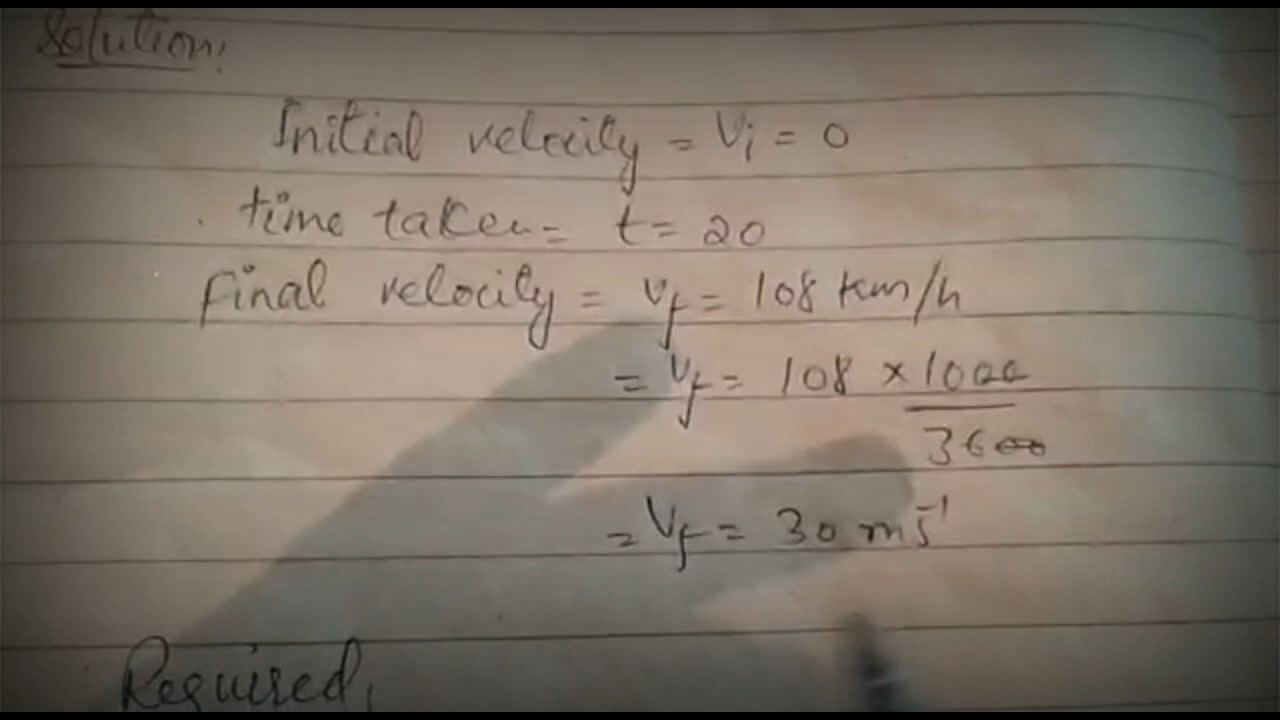 Solution:
Initial velocity = Vi = 0
time taken = t = 20
Final velocity = Vf = 108 km/h
= Vf = 108 × 1000
3600
= Vf = 30 ms⁻¹
Required,